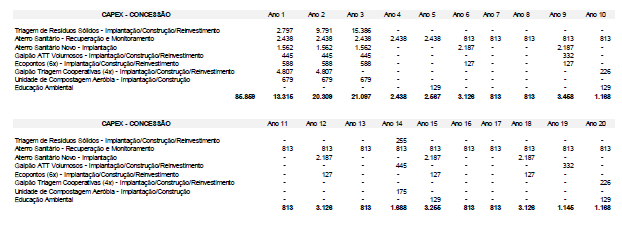 CAPEX - CONCESSÃO Ano 1 Ano 2 Ano 3 Ano 4 Ano 5 Ano 6 Ano 7 Ano 8 Ano 9 Ano 10
Triagem de Resíduos Sólidos - Implantação/Construção/Reinvestimento 2.797 9.791 15.386 - - - - - - -
Aterro Sanitário - Recuperação e Monitoramento 2.438 2.438 2.438 2.438 2.438 813 813 813 813 813
Aterro Sanitário Novo - Implantação 1.562 1.562 1.562 - - 2.187 - - 2.187 -
Galpão ATT Volumosos - Implantação/Construção/Reinvestimento 445 445 445 - - - - - 332 -
Ecopontos (6x) - Implantação/Construção/Reinvestimento 588 588 588 - - 127 - - 127 -
Galpão Triagem Cooperativas (4x) - Implantação/Construção/Reinvestimento 4.807 4.807 - - - - - - - 226
Unidade de Compostagem Aeróbia - Implantação/Construção 679 679 679 - - - - - - -
Educação Ambiental - - - - 129 - - - - 129
85.859 13.315 20.309 21.097 2.438 2.567 3.126 813 813 3.458 1.168
CAPEX - CONCESSÃO Ano 11 Ano 12 Ano 13 Ano 14 Ano 15 Ano 16 Ano 17 Ano 18 Ano 19 Ano 20
Triagem de Resíduos Sólidos - Implantação/Construção/Reinvestimento - - - 255 - - - - - -
Aterro Sanitário - Recuperação e Monitoramento 813 813 813 813 813 813 813 813 813 813
Aterro Sanitário Novo - Implantação - 2.187 - - 2.187 - - 2.187 - -
Galpão ATT Volumosos - Implantação/Construção/Reinvestimento - - - 445 - - - - 332 -
Ecopontos (6x) - Implantação/Construção/Reinvestimento - 127 - - 127 - - 127 - -
Galpão Triagem Cooperativas (4x) - Implantação/Construção/Reinvestimento - - - - - - - - - 226
Unidade de Compostagem Aeróbia - Implantação/Construção - - - 175 - - - - - -
Educação Ambiental - - - - 129 - - - - 129
813 3.126 813 1.688 3.255 813 813 3.126 1.145 1.168